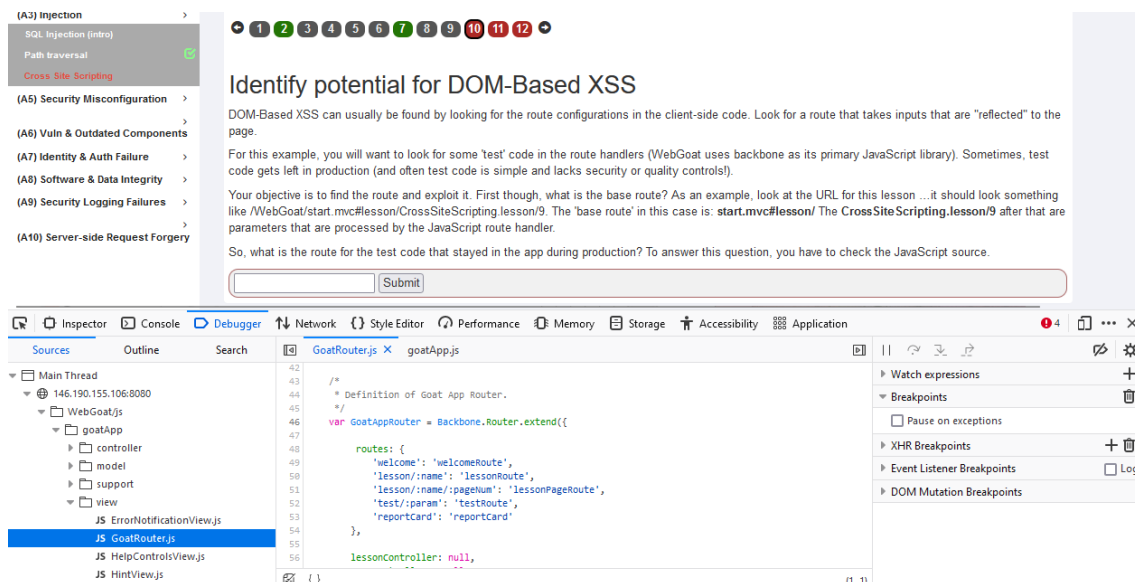 (A3) Injection
SQL Injection (intro)
Path traversal
Cross Site Scripting
(A5) Security Misconfiguration
(A6) Vuln & Outdated Components
(A7) Identity & Auth Failure
(A8) Software & Data Integrity
(A9) Security Logging Failures
(A10) Server-side Request Forgery
1 2 3 4 5 6 7 8 9 10 11 12
Identify potential for DOM-Based XSS
DOM-Based XSS can usually be found by looking for the route configurations in the client-side code. Look for a route that takes inputs that are "reflected" to the
page.
For this example, you will want to look for some 'test' code in the route handlers (WebGoat uses backbone as its primary JavaScript library). Sometimes, test
code gets left in production (and often test code is simple and lacks security or quality controls!).
Your objective is to find the route and exploit it. First though, what is the base route? As an example, look at the URL for this lesson …it should look something
like /WebGoat/start.mvc#lesson/CrossSiteScripting.lesson/9. The 'base route' in this case is: start.mvc#lesson/ The CrossSiteScripting.lesson/9 after that are
parameters that are processed by the JavaScript route handler.
So, what is the route for the test code that stayed in the app during production? To answer this question, you have to check the JavaScript source.
Submit
Inspector Console Debugger Network {} Style Editor Performance Memory Storage Accessibility Application 4
Sources Outline Search
Main Thread
146.190.155.106:8080
WebGoat/js
goatApp
controller
model
support
view
JS ErrorNotificationView.js
JS GoatRouter.js
JS HelpControlsView.js
JS HintView.js
GoatRouter.js goatApp.js
42
43 /*
44 * Definition of Goat App Router.
45 */
46 var GoatAppRouter = Backbone.Router.extend({
47
48 routes: {
49 'welcome': 'welcomeRoute',
50 'lesson/:name': 'lessonRoute',
51 'lesson/:name/:pageNum': 'lessonPageRoute',
52 'test/:param': 'testRoute',
53 'reportCard': 'reportCard'
54 },
55
56 lessonController: null,
{ } (1, 1)
Watch expressions
Breakpoints
Pause on exceptions
XHR Breakpoints
Event Listener Breakpoints Log
DOM Mutation Breakpoints